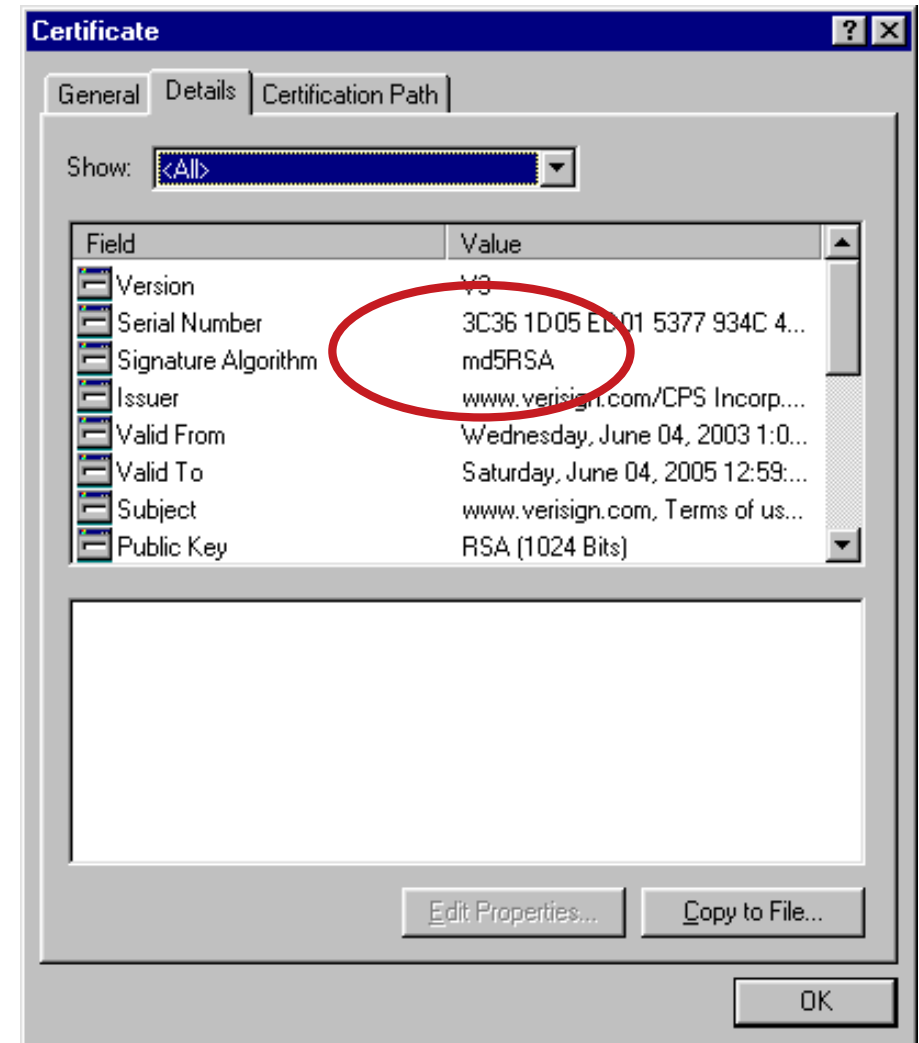 Certificate
General Details Certification Path
Show: <All>
Field Value
Version V3
Serial Number 3C36 1D05 ED01 5377 934C 4...
Signature Algorithm md5RSA
Issuer www.verisign.com/CPS Incorp....
Valid From Wednesday, June 04, 2003 1:0...
Valid To Saturday, June 04, 2005 12:59:...
Subject www.verisign.com, Terms of us...
Public Key RSA (1024 Bits)
Edit Properties... Copy to File...
OK